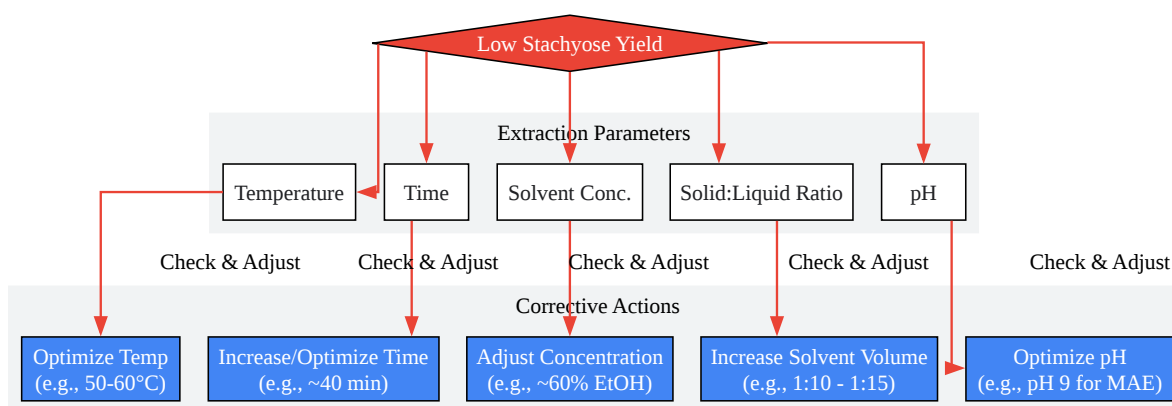 Low Stachyose Yield
Extraction Parameters
Temperature
Time
Solvent Conc.
Solid:Liquid Ratio
pH
Check & Adjust
Check & Adjust
Check & Adjust
Check & Adjust
Check & Adjust
Corrective Actions
Optimize Temp
(e.g., 50-60°C)
Increase/Optimize Time
(e.g., ~40 min)
Adjust Concentration
(e.g., ~60% EtOH)
Increase Solvent Volume
(e.g., 1:10 - 1:15)
Optimize pH
(e.g., pH 9 for MAE)